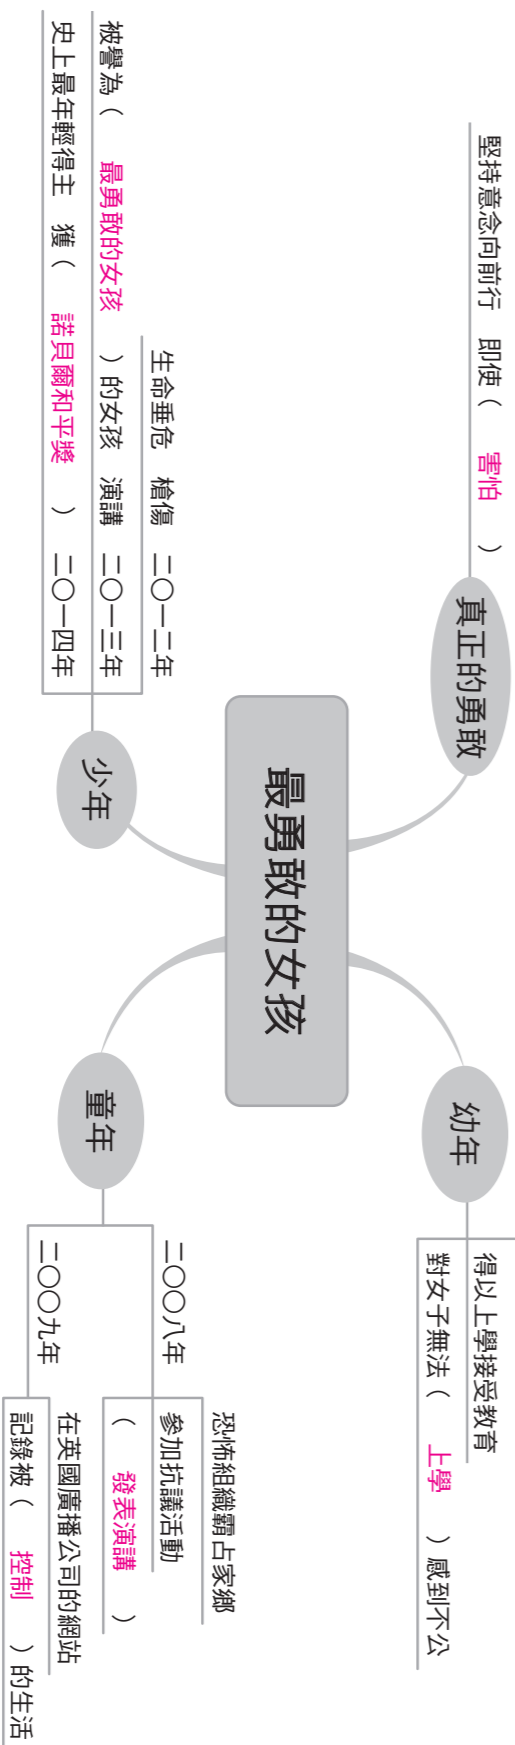 最勇敢的女孩
幼年
得以上學接受教育
對女子無法（　上學　）感到不公
童年
二○○八年
恐怖組織霸占家鄉
參加抗議活動
（　發表演講　）
二○○九年
在英國廣播公司的網站
記錄被（　控制　）的生活
少年
生命垂危　槍傷　二○一二年
被譽為（　最勇敢的女孩　）的女孩　演講　二○一三年
史上最年輕得主　獲（　諾貝爾和平獎　）　二○一四年
真正的勇敢
堅持意念向前行　即使（　害怕　）